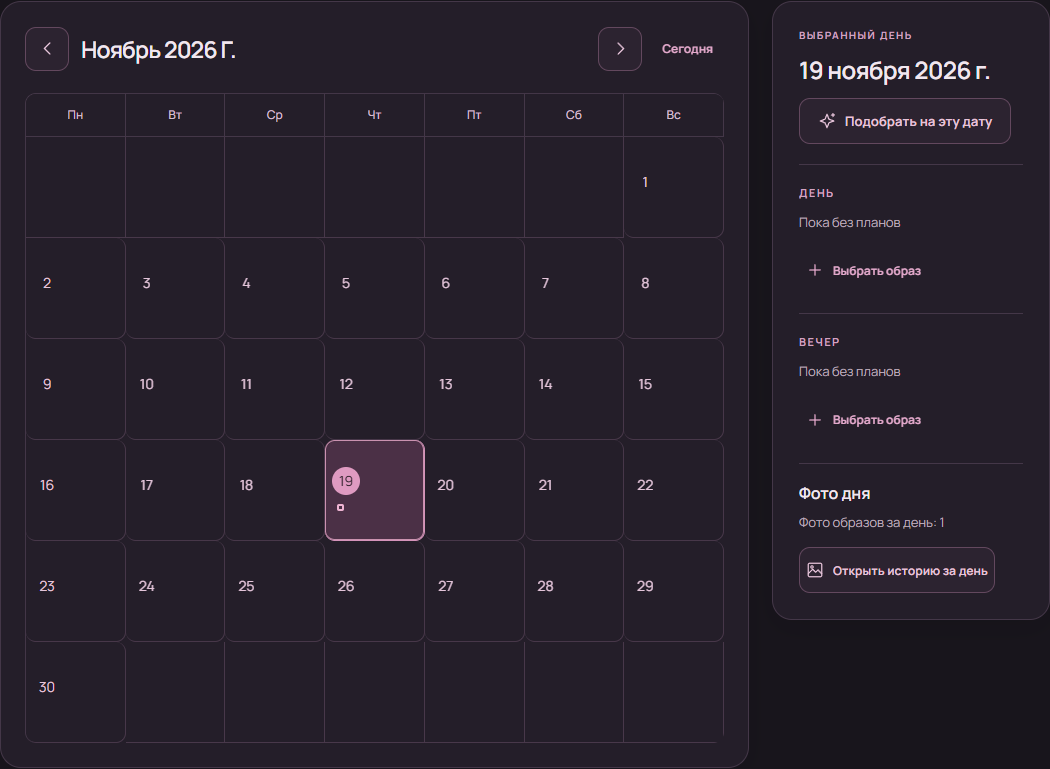 Ноябрь 2026 Г.
Сегодня
Пн Вт Ср Чт Пт Сб Вс
1
2 3 4 5 6 7 8
9 10 11 12 13 14 15
16 17 18 19 20 21 22
23 24 25 26 27 28 29
30
ВЫБРАННЫЙ ДЕНЬ
19 ноября 2026 г.
Подобрать на эту дату
ДЕНЬ
Пока без планов
Выбрать образ
ВЕЧЕР
Пока без планов
Выбрать образ
Фото дня
Фото образов за день: 1
Открыть историю за день